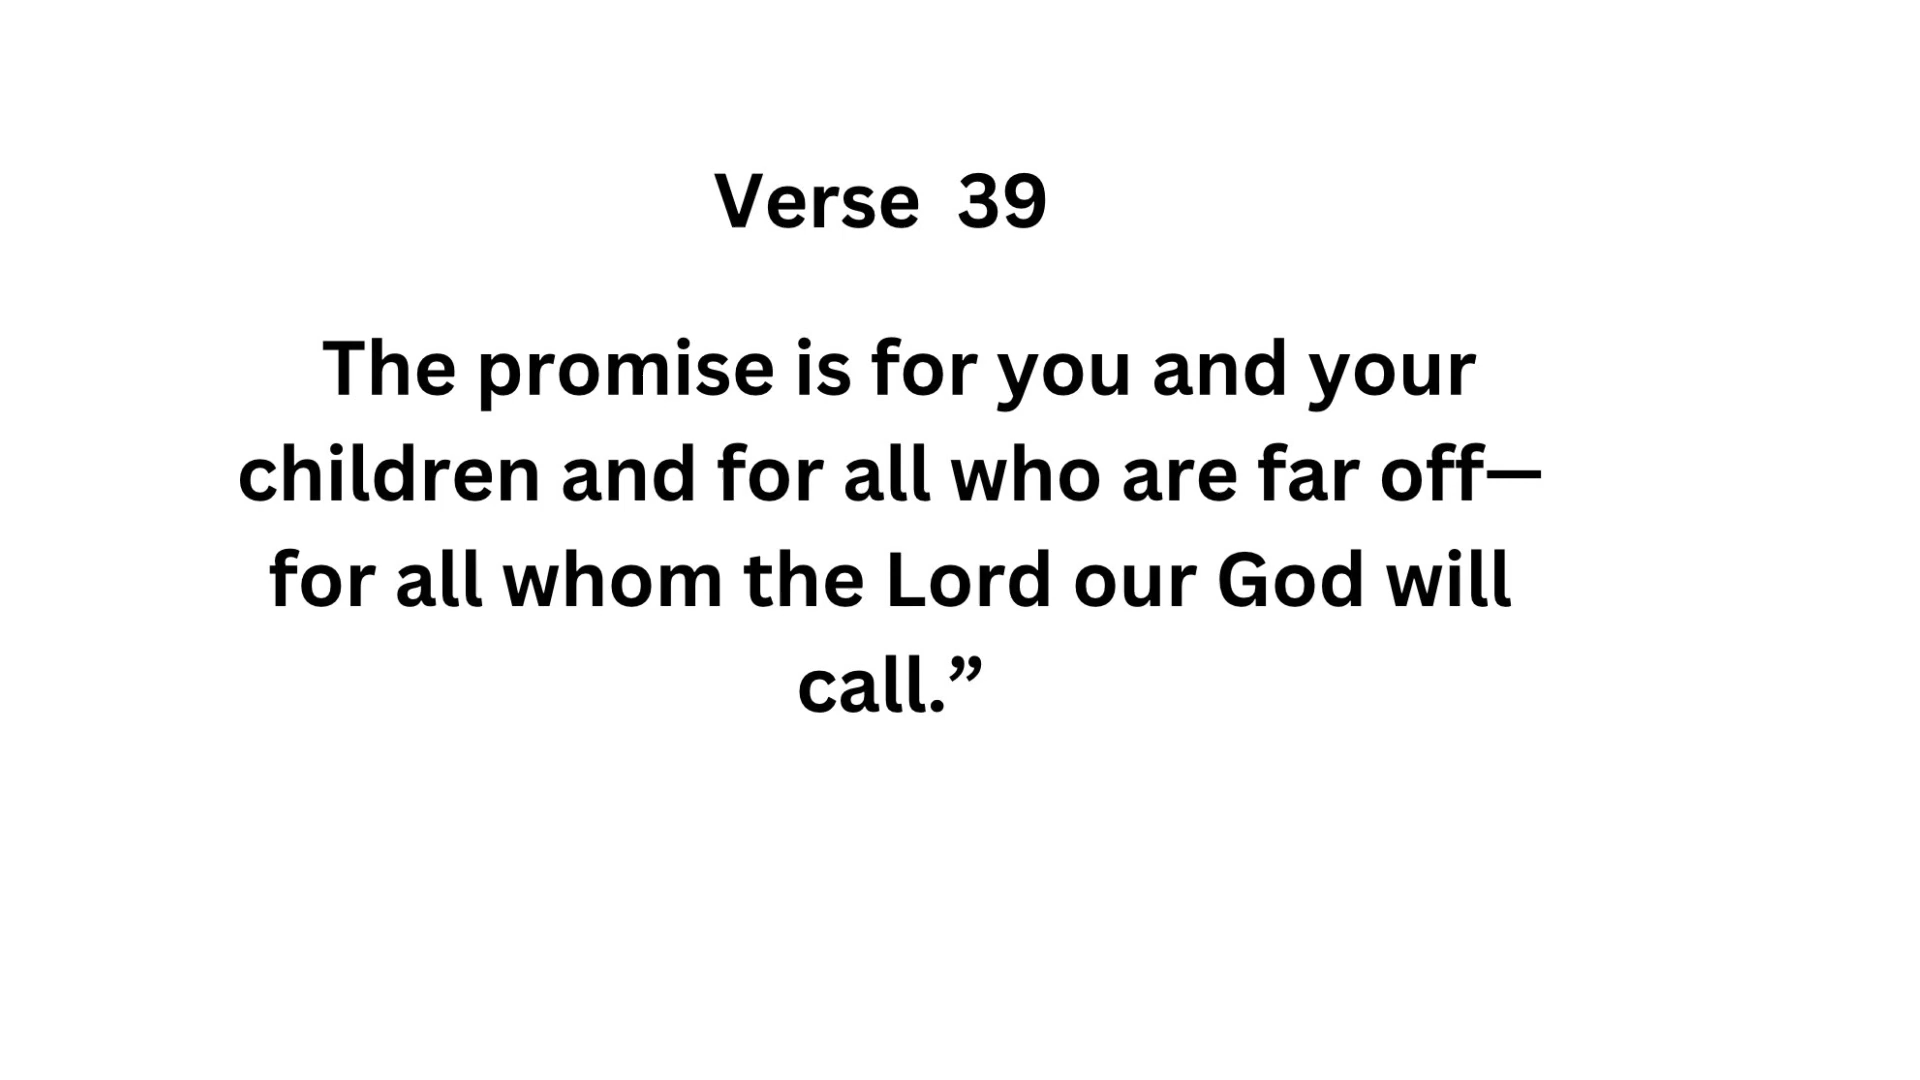 Verse  39
The promise is for you and your
children and for all who are far off—
for all whom the Lord our God will
call.”